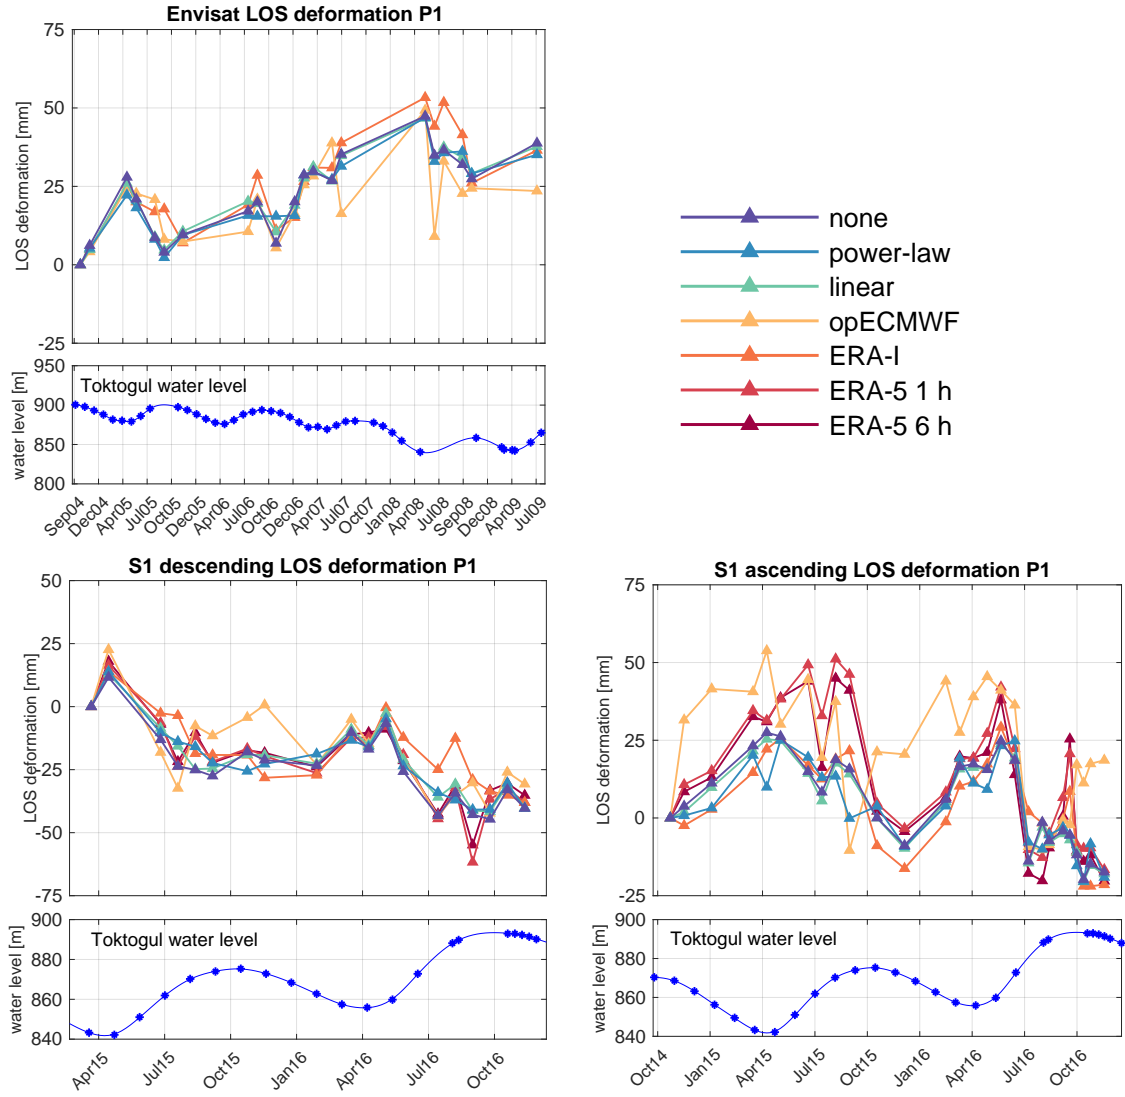 Envisat LOS deformation P1
LOS deformation [mm]
75
50
25
0
-25
none
power-law
linear
opECMWF
ERA-I
ERA-5 1 h
ERA-5 6 h
water level [m]
950
900
850
800
Toktogul water level
Sep04 Dec04 Apr05 Jul05 Oct05 Dec05 Apr06 Jul06 Oct06 Dec06 Apr07 Jul07 Oct07 Jan08 Apr08 Jul08 Sep08 Dec08 Apr09 Jul09
S1 descending LOS deformation P1
LOS deformation [mm]
50
25
0
-25
-50
-75
water level [m]
900
880
860
840
Toktogul water level
Apr15 Jul15 Oct15 Jan16 Apr16 Jul16 Oct16
S1 ascending LOS deformation P1
LOS deformation [mm]
75
50
25
0
-25
water level [m]
900
880
860
840
Toktogul water level
Oct14 Jan15 Apr15 Jul15 Oct15 Jan16 Apr16 Jul16 Oct16